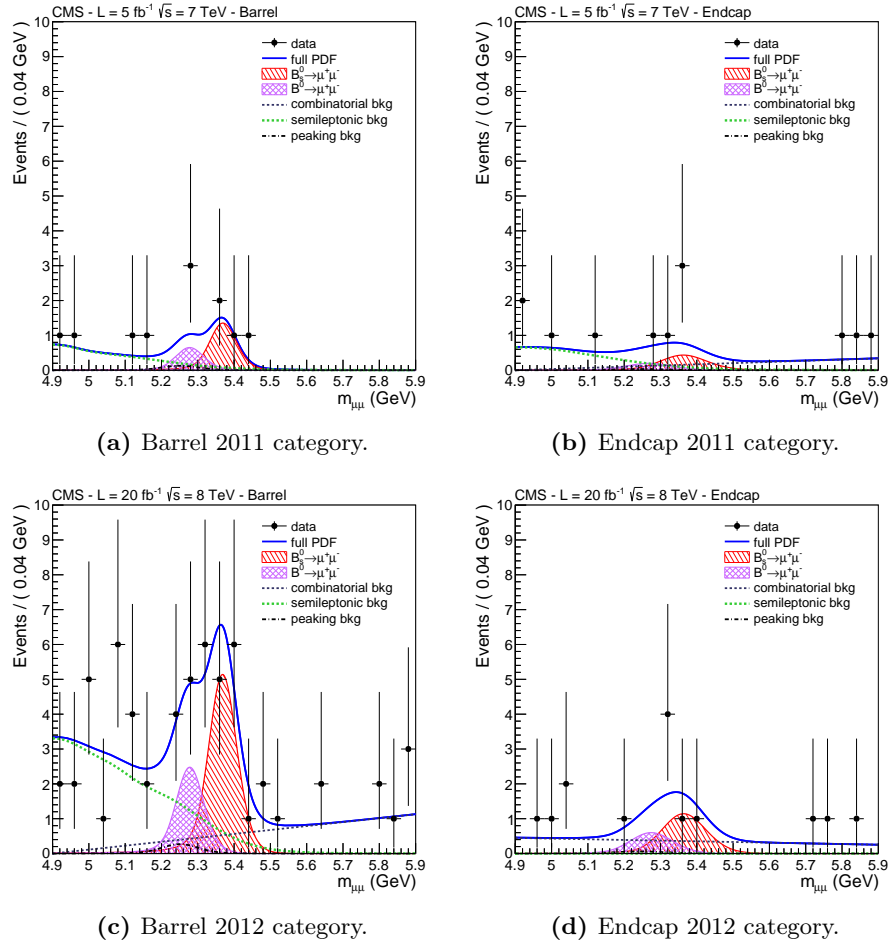 CMS - L = 5 fb⁻¹ √s = 7 TeV - Barrel
Events / ( 0.04 GeV )
10
9
8
7
6
5
4
3
2
1
0
data
full PDF
B⁰ₛ→μ⁺μ⁻
B⁰→μ⁺μ⁻
combinatorial bkg
semileptonic bkg
peaking bkg
4.9 5 5.1 5.2 5.3 5.4 5.5 5.6 5.7 5.8 5.9
m_μμ (GeV)
(a) Barrel 2011 category.
CMS - L = 5 fb⁻¹ √s = 7 TeV - Endcap
Events / ( 0.04 GeV )
10
9
8
7
6
5
4
3
2
1
0
data
full PDF
B⁰ₛ→μ⁺μ⁻
B⁰→μ⁺μ⁻
combinatorial bkg
semileptonic bkg
peaking bkg
4.9 5 5.1 5.2 5.3 5.4 5.5 5.6 5.7 5.8 5.9
m_μμ (GeV)
(b) Endcap 2011 category.
CMS - L = 20 fb⁻¹ √s = 8 TeV - Barrel
Events / ( 0.04 GeV )
10
9
8
7
6
5
4
3
2
1
0
data
full PDF
B⁰ₛ→μ⁺μ⁻
B⁰→μ⁺μ⁻
combinatorial bkg
semileptonic bkg
peaking bkg
4.9 5 5.1 5.2 5.3 5.4 5.5 5.6 5.7 5.8 5.9
m_μμ (GeV)
(c) Barrel 2012 category.
CMS - L = 20 fb⁻¹ √s = 8 TeV - Endcap
Events / ( 0.04 GeV )
10
9
8
7
6
5
4
3
2
1
0
data
full PDF
B⁰ₛ→μ⁺μ⁻
B⁰→μ⁺μ⁻
combinatorial bkg
semileptonic bkg
peaking bkg
4.9 5 5.1 5.2 5.3 5.4 5.5 5.6 5.7 5.8 5.9
m_μμ (GeV)
(d) Endcap 2012 category.